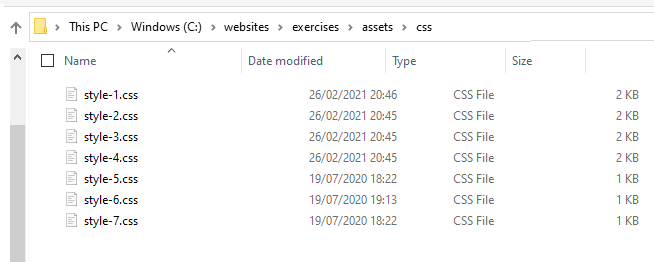 This PC > Windows (C:) > websites > exercises > assets > css
Name Date modified Type Size
style-1.css 26/02/2021 20:46 CSS File 2 KB
style-2.css 26/02/2021 20:45 CSS File 2 KB
style-3.css 26/02/2021 20:45 CSS File 2 KB
style-4.css 26/02/2021 20:45 CSS File 2 KB
style-5.css 19/07/2020 18:22 CSS File 1 KB
style-6.css 19/07/2020 19:13 CSS File 1 KB
style-7.css 19/07/2020 18:22 CSS File 1 KB